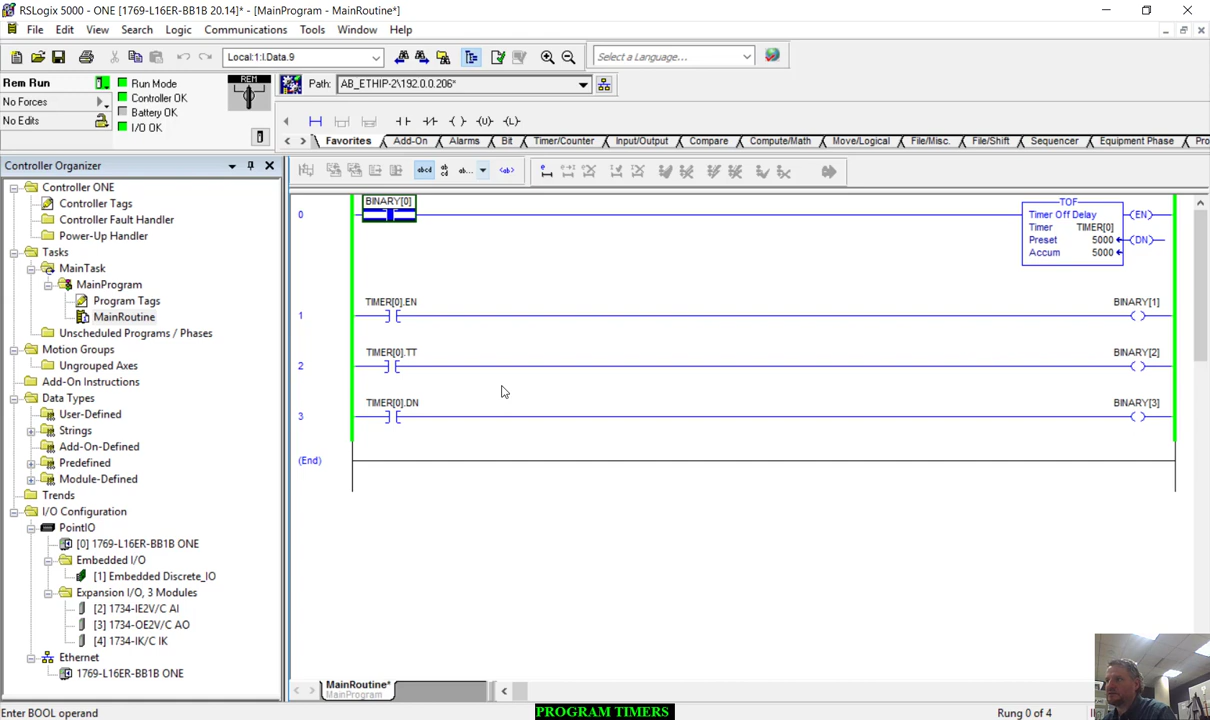 RSLogix 5000 - ONE [1769-L16ER-BB1B 20.14]* - [MainProgram - MainRoutine*]
File Edit View Search Logic Communications Tools Window Help
Local:1:I.Data.9
Select a Language...
Rem Run
No Forces
No Edits
Run Mode
Controller OK
Battery OK
I/O OK
REM
Path: AB_ETHIP-2\192.0.0.206*
Favorites Add-On Alarms Bit Timer/Counter Input/Output Compare Compute/Math Move/Logical File/Misc. File/Shift Sequencer Equipment Phase Pro
Controller Organizer
Controller ONE
Controller Tags
Controller Fault Handler
Power-Up Handler
Tasks
MainTask
MainProgram
Program Tags
MainRoutine
Unscheduled Programs / Phases
Motion Groups
Ungrouped Axes
Add-On Instructions
Data Types
User-Defined
Strings
Add-On-Defined
Predefined
Module-Defined
Trends
I/O Configuration
PointIO
[0] 1769-L16ER-BB1B ONE
Embedded I/O
[1] Embedded Discrete_IO
Expansion I/O, 3 Modules
[2] 1734-IE2V/C AI
[3] 1734-OE2V/C AO
[4] 1734-IK/C IK
Ethernet
1769-L16ER-BB1B ONE
0
BINARY[0]
TOF
Timer Off Delay
Timer TIMER[0]
Preset 5000
Accum 5000
EN
DN
1
TIMER[0].EN
BINARY[1]
2
TIMER[0].TT
BINARY[2]
3
TIMER[0].DN
BINARY[3]
(End)
MainRoutine*
MainProgram
Enter BOOL operand
PROGRAM TIMERS
Rung 0 of 4